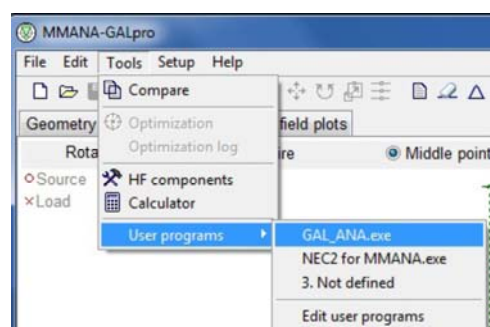 MMANA-GALpro
File Edit Tools Setup Help
Compare
Geometry
field plots
Optimization
Optimization log
Rota
ire
Middle point
Source
HF components
Load
Calculator
User programs
GAL_ANA.exe
NEC2 for MMANA.exe
3. Not defined
Edit user programs